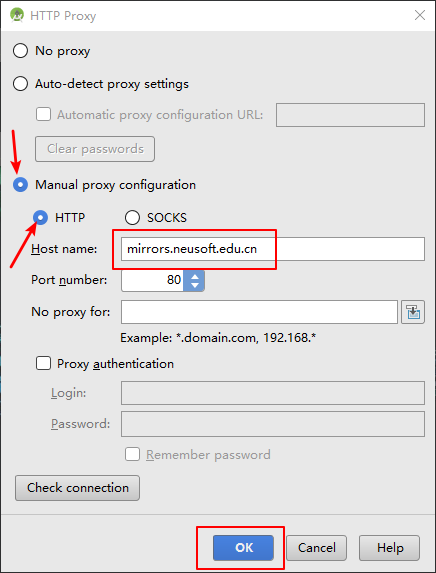 HTTP Proxy
No proxy
Auto-detect proxy settings
Automatic proxy configuration URL:
Clear passwords
Manual proxy configuration
HTTP SOCKS
Host name: mirrors.neusoft.edu.cn
Port number: 80
No proxy for:
Example: *.domain.com, 192.168.*
Proxy authentication
Login:
Password:
Remember password
Check connection
OK Cancel Help